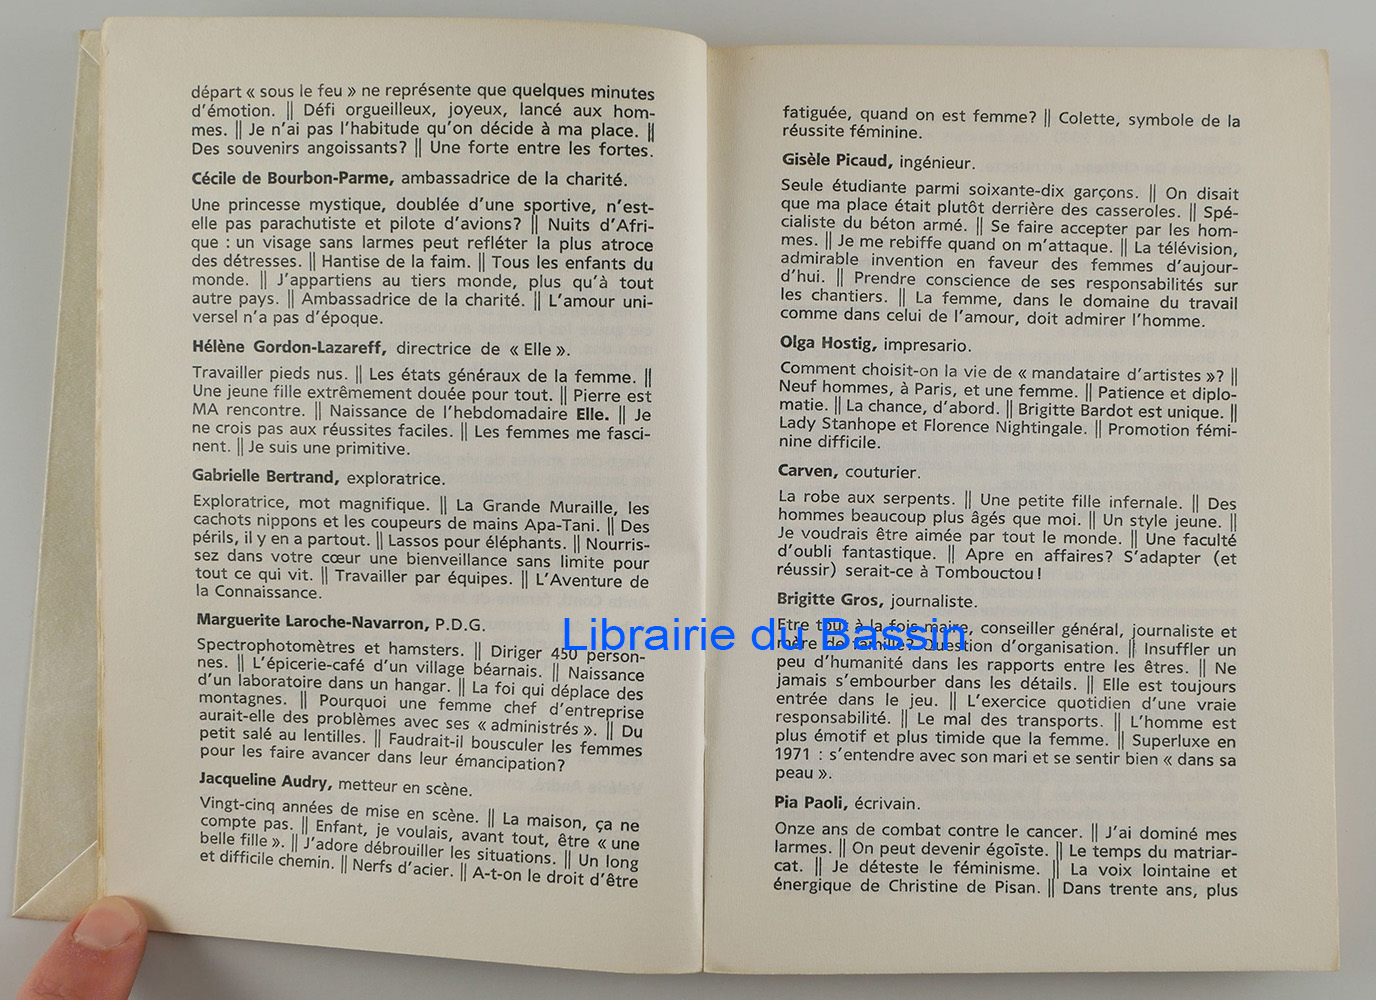 départ « sous le feu » ne représente que quelques minutes
d'émotion. || Défi orgueilleux, joyeux, lancé aux hom-
mes. || Je n'ai pas l'habitude qu'on décide à ma place. ||
Des souvenirs angoissants? || Une forte entre les fortes.
Cécile de Bourbon-Parme, ambassadrice de la charité.
Une princesse mystique, doublée d'une sportive, n'est-
elle pas parachutiste et pilote d'avions? || Nuits d'Afri-
que : un visage sans larmes peut refléter la plus atroce
des détresses. || Hantise de la faim. || Tous les enfants du
monde. || J'appartiens au tiers monde, plus qu'à tout
autre pays. || Ambassadrice de la charité. || L'amour uni-
versel n'a pas d'époque.
Hélène Gordon-Lazareff, directrice de « Elle ».
Travailler pieds nus. || Les états généraux de la femme. ||
Une jeune fille extrêmement douée pour tout. || Pierre est
MA rencontre. || Naissance de l'hebdomadaire Elle. || Je
ne crois pas aux réussites faciles. || Les femmes me fasci-
nent. || Je suis une primitive.
Gabrielle Bertrand, exploratrice.
Exploratrice, mot magnifique. || La Grande Muraille, les
cachots nippons et les coupeurs de mains Apa-Tani. || Des
périls, il y en a partout. || Lassos pour éléphants. || Nourris-
sez dans votre cœur une bienveillance sans limite pour
tout ce qui vit. || Travailler par équipes. || L'Aventure de
la Connaissance.
Marguerite Laroche-Navarron, P.D.G.
Spectrophotomètres et hamsters. || Diriger 450 person-
nes. || L'épicerie-café d'un village béarnais. || Naissance
d'un laboratoire dans un hangar. || La foi qui déplace des
montagnes. || Pourquoi une femme chef d'entreprise
aurait-elle des problèmes avec ses « administrés ». || Du
petit salé au lentilles. || Faudrait-il bousculer les femmes
pour les faire avancer dans leur émancipation?
Jacqueline Audry, metteur en scène.
Vingt-cinq années de mise en scène. || La maison, ça ne
compte pas. || Enfant, je voulais, avant tout, être « une
belle fille ». || J'adore débrouiller les situations. || Un long
et difficile chemin. || Nerfs d'acier. || A-t-on le droit d'être
fatiguée, quand on est femme? || Colette, symbole de la
réussite féminine.
Gisèle Picaud, ingénieur.
Seule étudiante parmi soixante-dix garçons. || On disait
que ma place était plutôt derrière des casseroles. || Spé-
cialiste du béton armé. || Se faire accepter par les hom-
mes. || Je me rebiffe quand on m'attaque. || La télévision,
admirable invention en faveur des femmes d'aujour-
d'hui. || Prendre conscience de ses responsabilités sur
les chantiers. || La femme, dans le domaine du travail
comme dans celui de l'amour, doit admirer l'homme.
Olga Hostig, impresario.
Comment choisit-on la vie de « mandataire d'artistes »? ||
Neuf hommes, à Paris, et une femme. || Patience et diplo-
matie. || La chance, d'abord. || Brigitte Bardot est unique. ||
Lady Stanhope et Florence Nightingale. || Promotion fémi-
nine difficile.
Carven, couturier.
La robe aux serpents. || Une petite fille infernale. || Des
hommes beaucoup plus âgés que moi. || Un style jeune. ||
Je voudrais être aimée par tout le monde. || Une faculté
d'oubli fantastique. || Apre en affaires? S'adapter (et
réussir) serait-ce à Tombouctou!
Brigitte Gros, journaliste.
Etre tout à la fois maire, conseiller général, journaliste et
mère de famille? Question d'organisation. || Insuffler un
peu d'humanité dans les rapports entre les êtres. || Ne
jamais s'embourber dans les détails. || Elle est toujours
entrée dans le jeu. || L'exercice quotidien d'une vraie
responsabilité. || Le mal des transports. || L'homme est
plus émotif et plus timide que la femme. || Superluxe en
1971 : s'entendre avec son mari et se sentir bien « dans sa
peau ».
Pia Paoli, écrivain.
Onze ans de combat contre le cancer. || J'ai dominé mes
larmes. || On peut devenir égoïste. || Le temps du matriar-
cat. || Je déteste le féminisme. || La voix lointaine et
énergique de Christine de Pisan. || Dans trente ans, plus
Librairie du Bassin